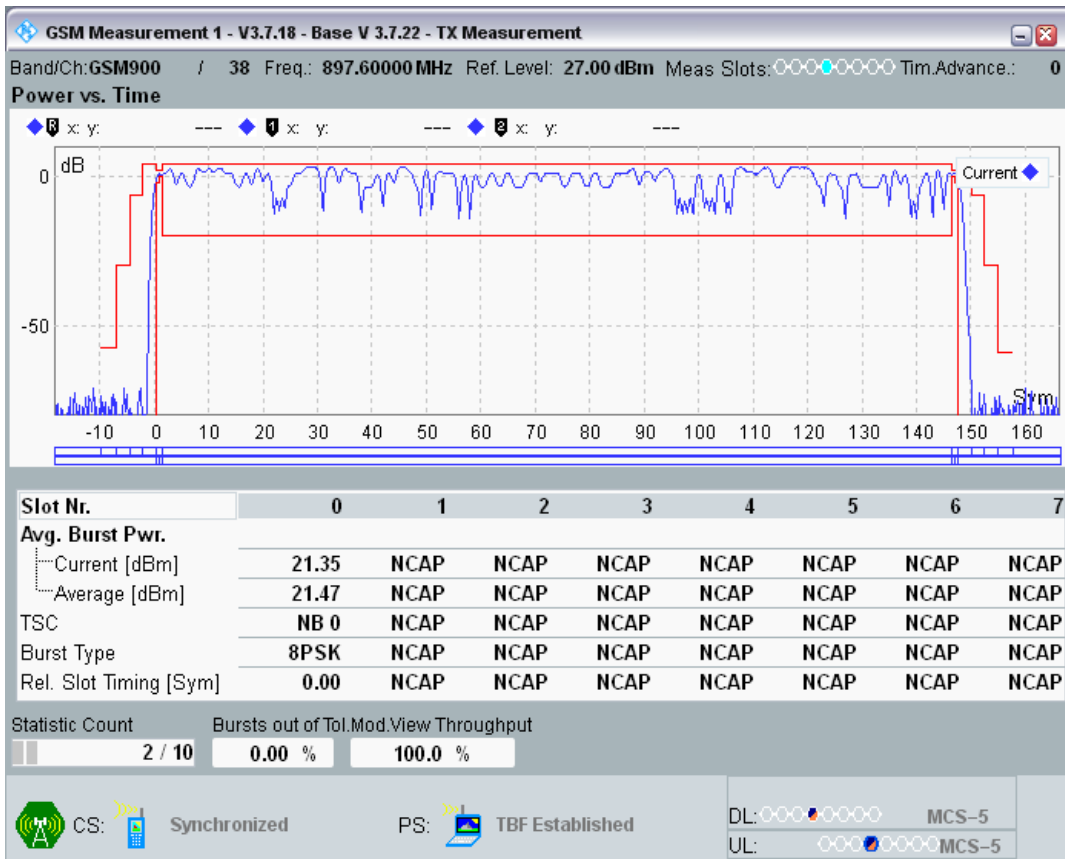 GSM Measurement 1 - V3.7.18 - Base V 3.7.22 - TX Measurement
Band/Ch:GSM900 / 38 Freq.: 897.60000 MHz Ref. Level: 27.00 dBm Meas Slots: Tim.Advance.: 0
Power vs. Time
R x: y: --- 1 x: y: --- 2 x: y: ---
dB
Current
0
-50
Sym
-10 0 10 20 30 40 50 60 70 80 90 100 110 120 130 140 150 160
Slot Nr. 0 1 2 3 4 5 6 7
Avg. Burst Pwr.
Current [dBm] 21.35 NCAP NCAP NCAP NCAP NCAP NCAP NCAP
Average [dBm] 21.47 NCAP NCAP NCAP NCAP NCAP NCAP NCAP
TSC NB 0 NCAP NCAP NCAP NCAP NCAP NCAP NCAP
Burst Type 8PSK NCAP NCAP NCAP NCAP NCAP NCAP NCAP
Rel. Slot Timing [Sym] 0.00 NCAP NCAP NCAP NCAP NCAP NCAP NCAP
Statistic Count Bursts out of Tol.Mod.View Throughput
2 / 10 0.00 % 100.0 %
CS: Synchronized PS: TBF Established
DL: MCS-5
UL: MCS-5